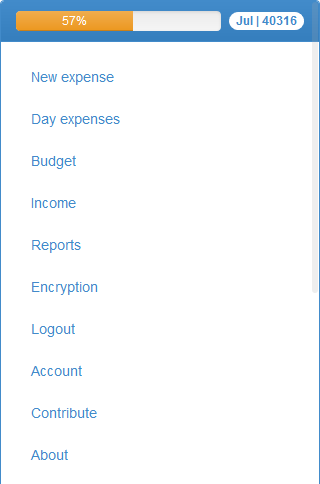 57% Jul | 40316
New expense
Day expenses
Budget
Income
Reports
Encryption
Logout
Account
Contribute
About